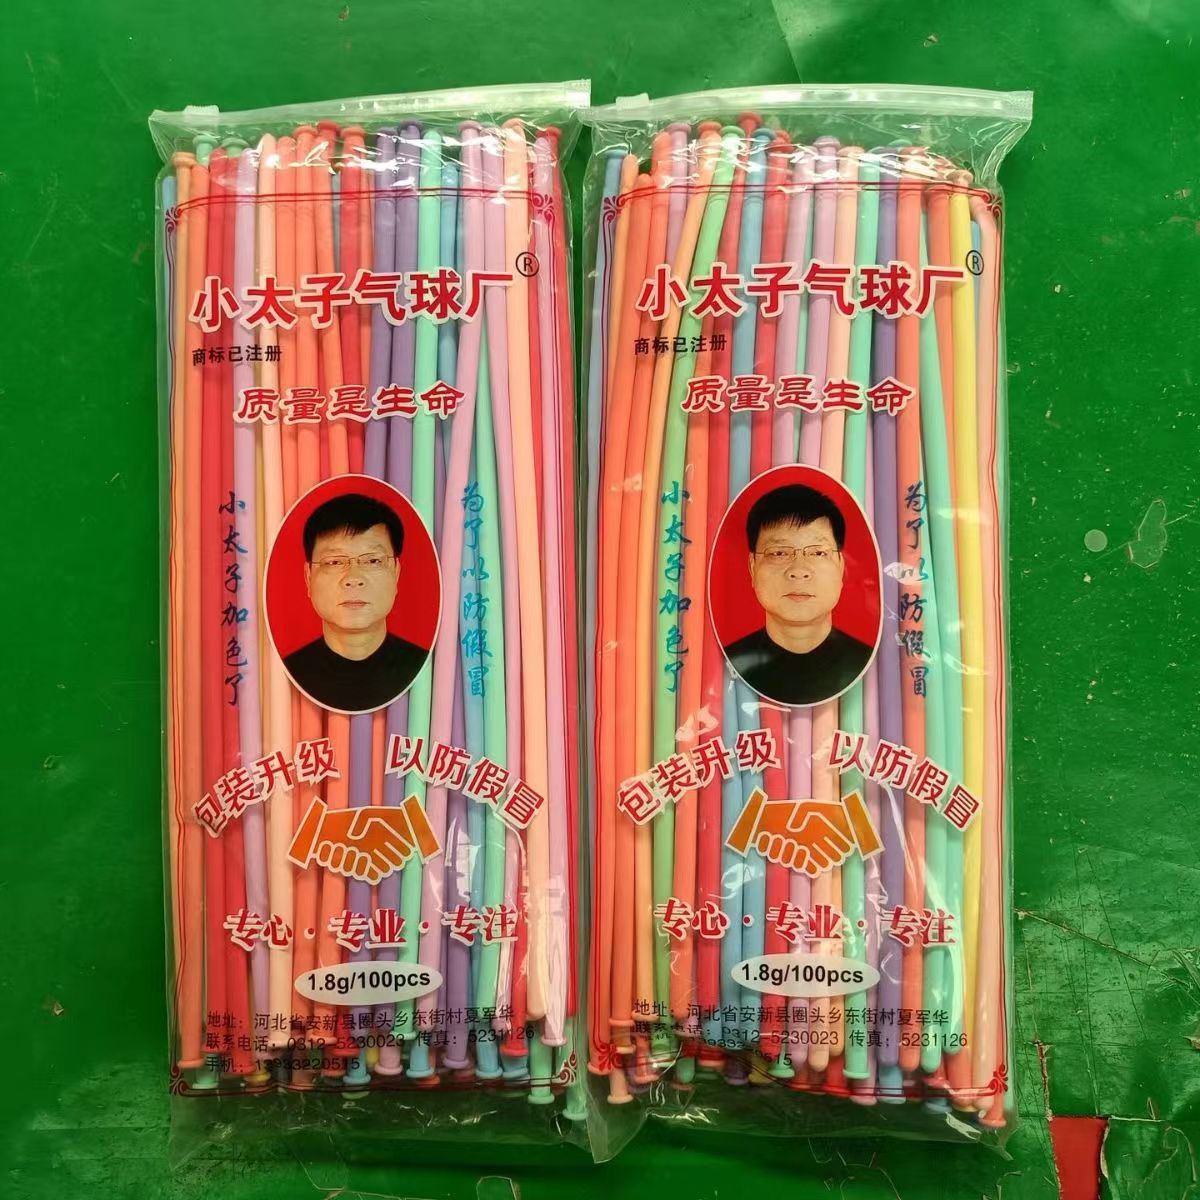 小太子气球厂®
商标已注册
质量是生命
小太子加色了
为了以防假冒
包装升级
以防假冒
专心·专业·专注
1.8g/100pcs
地址：河北省安新县圈头乡东街村夏军华
联系电话：0312-5230023 传真：5231126
手机：13933220515
小太子气球厂®
商标已注册
质量是生命
小太子加色了
为了以防假冒
包装升级
以防假冒
专心·专业·专注
1.8g/100pcs
地址：河北省安新县圈头乡东街村夏军华
联系电话：0312-5230023 传真：5231126
13933220515